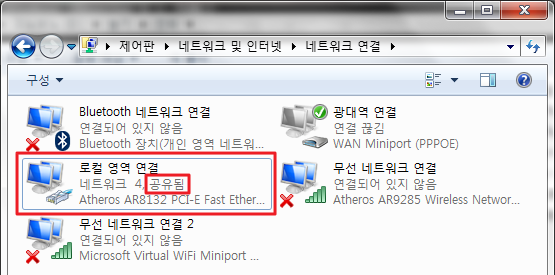 제어판 ▸ 네트워크 및 인터넷 ▸ 네트워크 연결 ▸
구성
Bluetooth 네트워크 연결
연결되어 있지 않음
Bluetooth 장치(개인 영역 네트워...
광대역 연결
연결 끊김
WAN Miniport (PPPOE)
로컬 영역 연결
네트워크 4, 공유됨
Atheros AR8132 PCI-E Fast Ether...
무선 네트워크 연결
연결되어 있지 않음
Atheros AR9285 Wireless Networ...
무선 네트워크 연결 2
연결되어 있지 않음
Microsoft Virtual WiFi Miniport ...